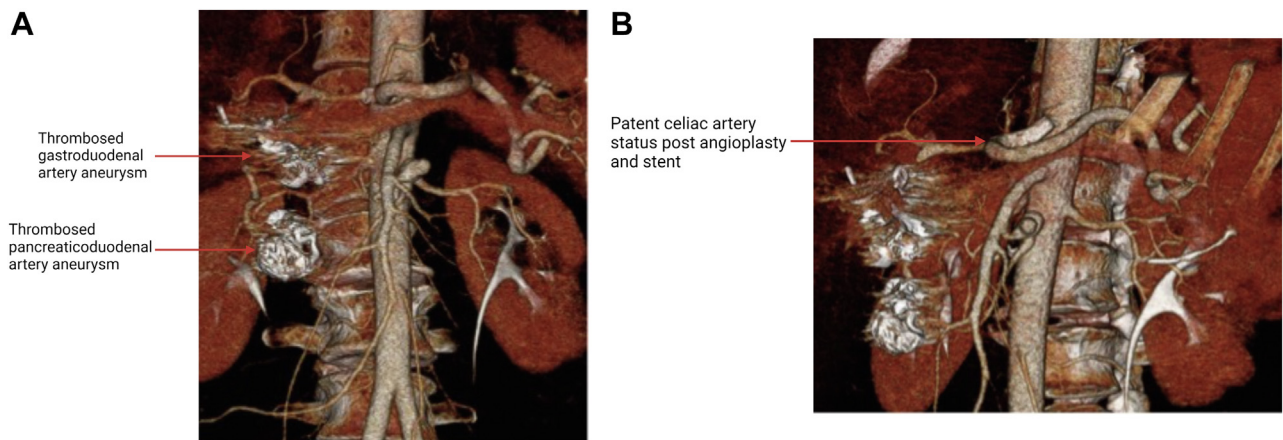 A
Thrombosed
gastroduodenal
artery aneurysm
Thrombosed
pancreaticoduodenal
artery aneurysm
B
Patent celiac artery
status post angioplasty
and stent